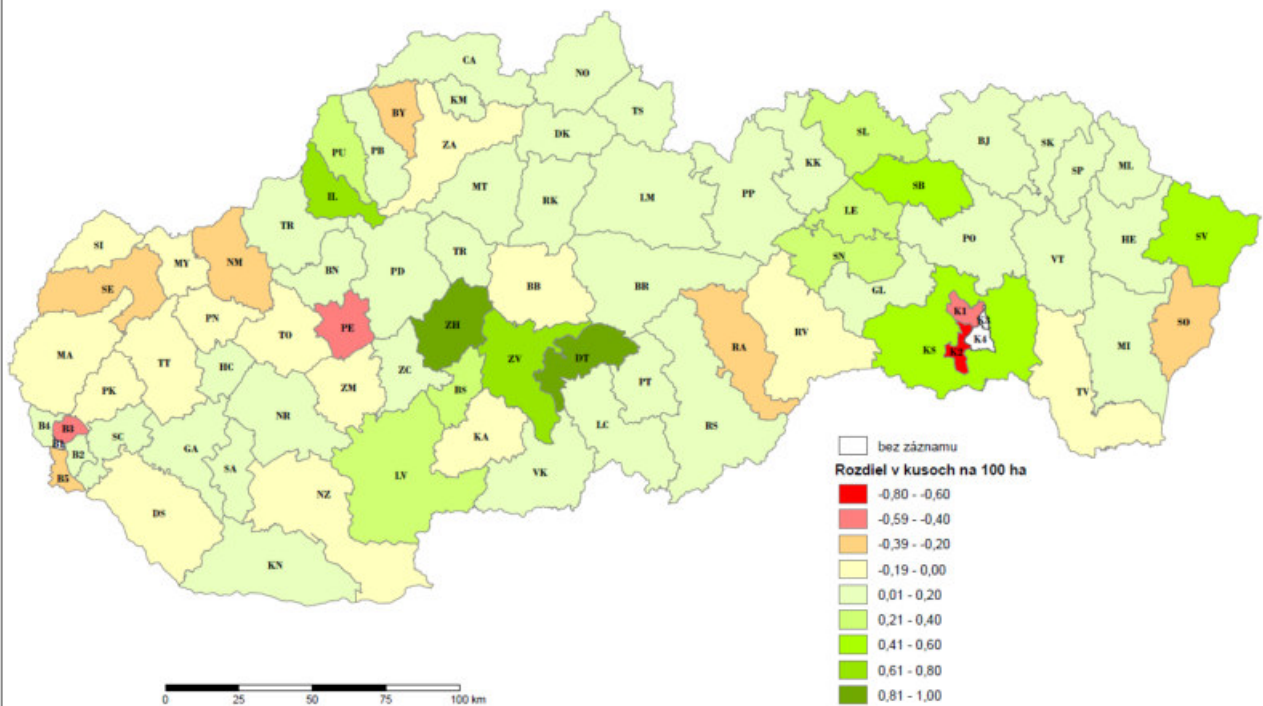 CA
NO
KM
BY
TS
ZA
DK
PU
PB
SL
BJ
SK
SP
ML
KK
IL
MT
RK
LM
PP
SB
LE
TR
PO
HE
SV
SI
MY
NM
BN
PD
TR
SN
VT
SE
BB
BR
GL
SO
PN
TO
PE
ZH
ZV
DT
RA
RV
K1
K3
K4
K2
KS
MI
MA
TT
HC
ZC
PK
ZM
BS
PT
TV
B4
B3
B1
B2
B5
SC
NR
GA
SA
KA
LC
RS
VK
LV
NZ
DS
KN
bez záznamu
Rozdiel v kusoch na 100 ha
-0,80 - -0,60
-0,59 - -0,40
-0,39 - -0,20
-0,19 - 0,00
0,01 - 0,20
0,21 - 0,40
0,41 - 0,60
0,61 - 0,80
0,81 - 1,00
0 25 50 75 100 km